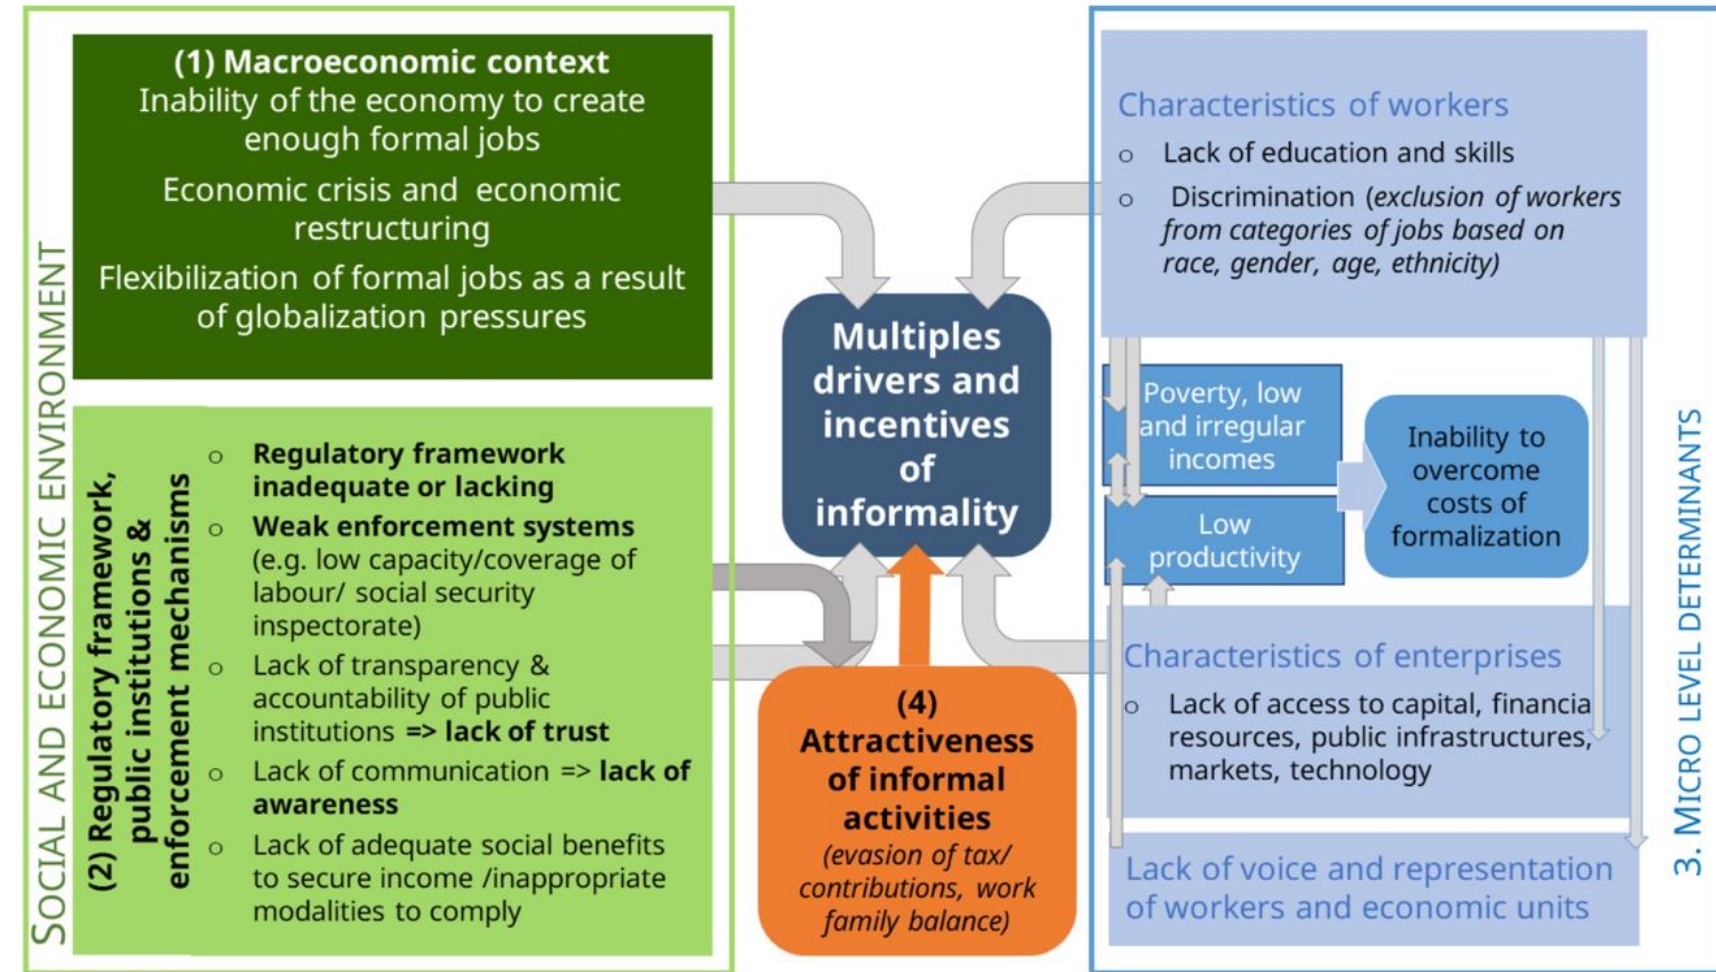 SOCIAL AND ECONOMIC ENVIRONMENT
(1) Macroeconomic context
Inability of the economy to create
enough formal jobs
Economic crisis and economic
restructuring
Flexibilization of formal jobs as a result
of globalization pressures
(2) Regulatory framework,
public institutions &
enforcement mechanisms
o Regulatory framework
inadequate or lacking
o Weak enforcement systems
(e.g. low capacity/coverage of
labour/ social security
inspectorate)
o Lack of transparency &
accountability of public
institutions => lack of trust
o Lack of communication => lack of
awareness
o Lack of adequate social benefits
to secure income /inappropriate
modalities to comply
Multiples
drivers and
incentives
of
informality
(4)
Attractiveness
of informal
activities
(evasion of tax/
contributions, work
family balance)
Characteristics of workers
o Lack of education and skills
o Discrimination (exclusion of workers
from categories of jobs based on
race, gender, age, ethnicity)
Poverty, low
and irregular
incomes
Low
productivity
Inability to
overcome
costs of
formalization
Characteristics of enterprises
o Lack of access to capital, financia
resources, public infrastructures,
markets, technology
Lack of voice and representation
of workers and economic units
3. MICRO LEVEL DETERMINANTS